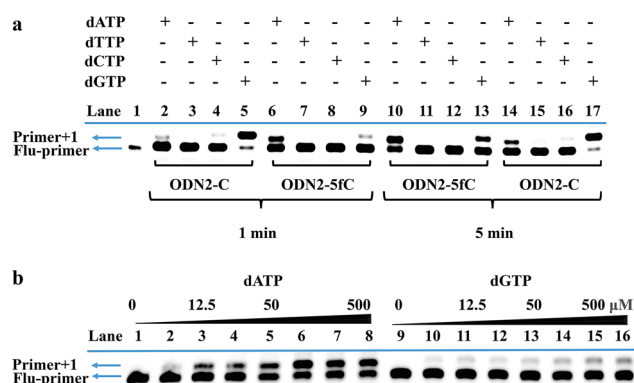 a
dATP + - - - + - - - + - - - + - - -
dTTP - + - - - + - - - + - - - + - -
dCTP - - + - - - + - - - + - - - + -
dGTP - - - + - - - + - - - + - - - +
Lane 1 2 3 4 5 6 7 8 9 10 11 12 13 14 15 16 17
Primer+1
Flu-primer
ODN2-C ODN2-5fC ODN2-5fC ODN2-C
1 min 5 min
b
dATP dGTP
0 12.5 50 500 0 12.5 50 500 μM
Lane 1 2 3 4 5 6 7 8 9 10 11 12 13 14 15 16
Primer+1
Flu-primer